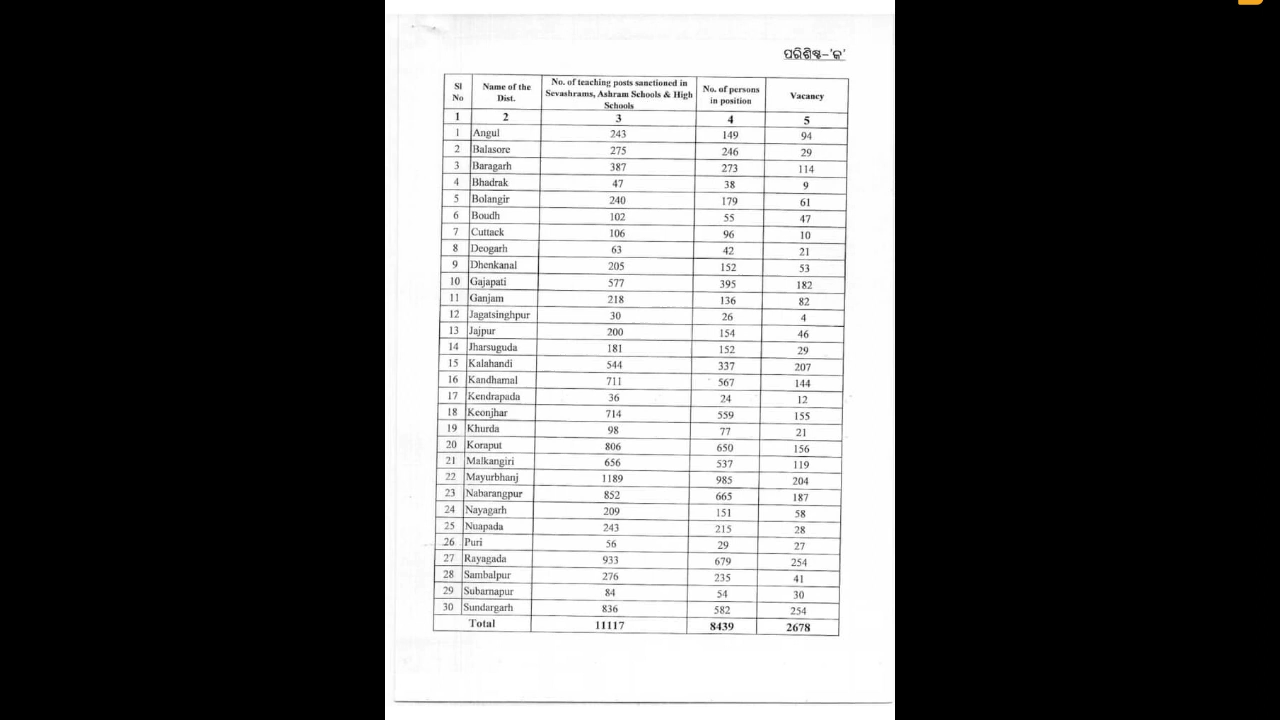 ପରିଶିଷ୍ଟ-'କ'
Sl No | Name of the Dist. | No. of teaching posts sanctioned in Sevashrams, Ashram Schools & High Schools | No. of persons in position | Vacancy
1 | 2 | 3 | 4 | 5
1 | Angul | 243 | 149 | 94
2 | Balasore | 275 | 246 | 29
3 | Baragarh | 387 | 273 | 114
4 | Bhadrak | 47 | 38 | 9
5 | Bolangir | 240 | 179 | 61
6 | Boudh | 102 | 55 | 47
7 | Cuttack | 106 | 96 | 10
8 | Deogarh | 63 | 42 | 21
9 | Dhenkanal | 205 | 152 | 53
10 | Gajapati | 577 | 395 | 182
11 | Ganjam | 218 | 136 | 82
12 | Jagatsinghpur | 30 | 26 | 4
13 | Jajpur | 200 | 154 | 46
14 | Jharsuguda | 181 | 152 | 29
15 | Kalahandi | 544 | 337 | 207
16 | Kandhamal | 711 | 567 | 144
17 | Kendrapada | 36 | 24 | 12
18 | Keonjhar | 714 | 559 | 155
19 | Khurda | 98 | 77 | 21
20 | Koraput | 806 | 650 | 156
21 | Malkangiri | 656 | 537 | 119
22 | Mayurbhanj | 1189 | 985 | 204
23 | Nabarangpur | 852 | 665 | 187
24 | Nayagarh | 209 | 151 | 58
25 | Nuapada | 243 | 215 | 28
26 | Puri | 56 | 29 | 27
27 | Rayagada | 933 | 679 | 254
28 | Sambalpur | 276 | 235 | 41
29 | Subarnapur | 84 | 54 | 30
30 | Sundargarh | 836 | 582 | 254
Total | 11117 | 8439 | 2678